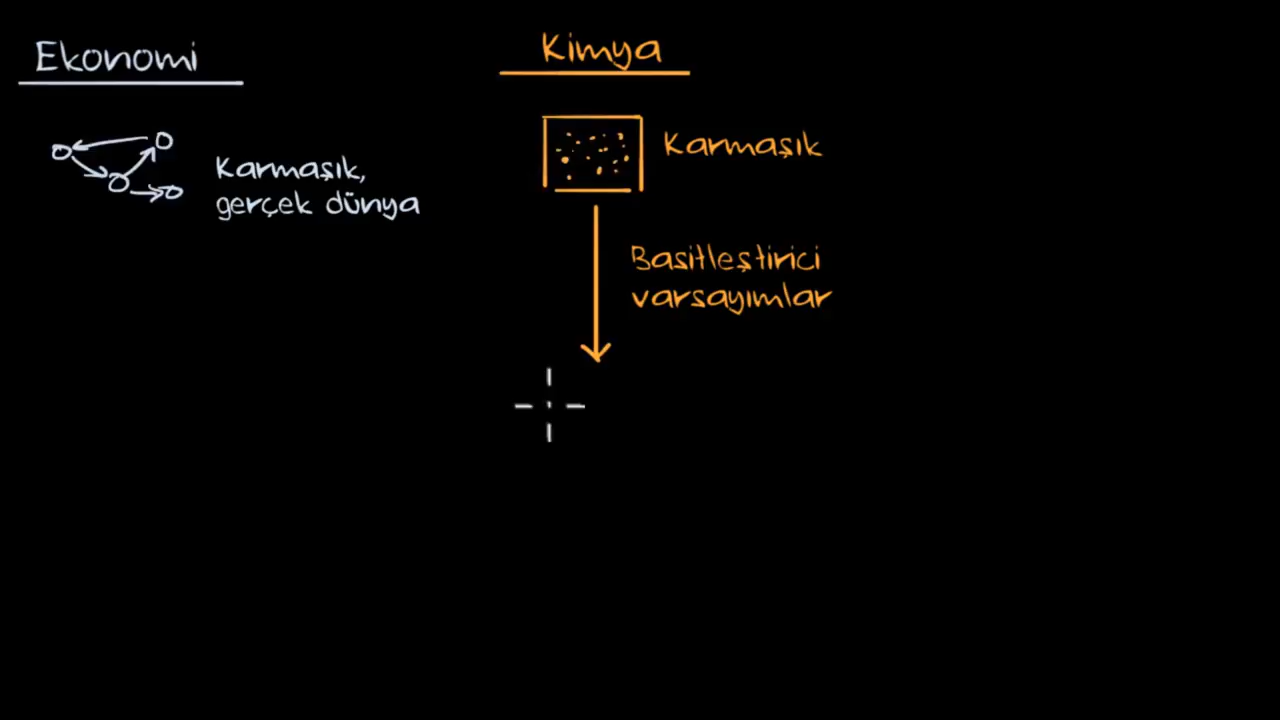 Ekonomi
Karmaşık,
gerçek dünya
Kimya
Karmaşık
Basitleştirici
varsayımlar